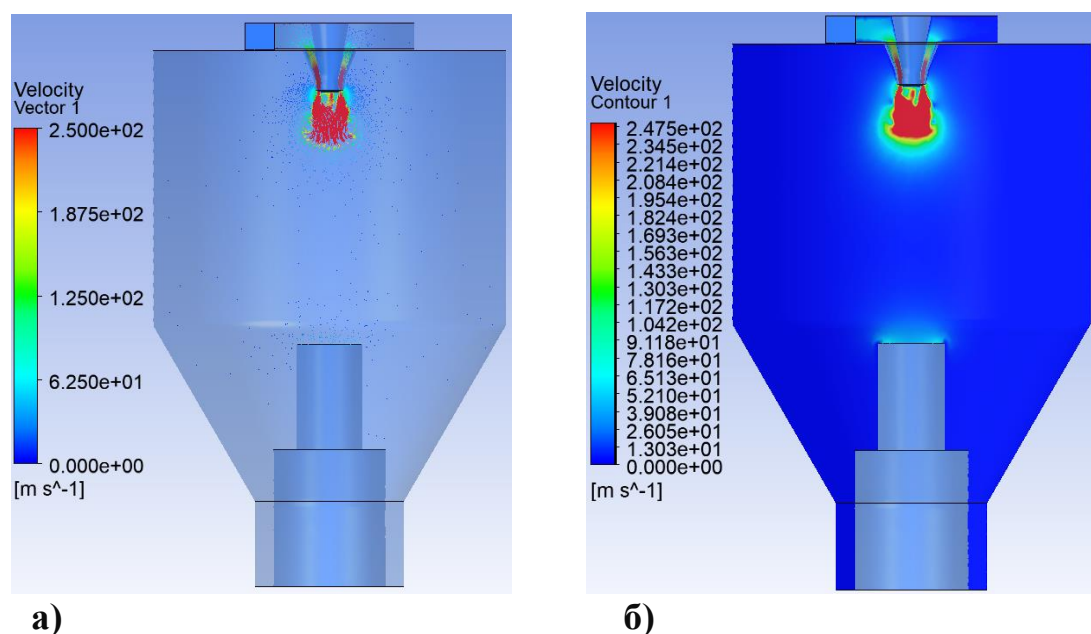 Velocity
Vector 1
2.500e+02
1.875e+02
1.250e+02
6.250e+01
0.000e+00
[m s^-1]
а)
Velocity
Contour 1
2.475e+02
2.345e+02
2.214e+02
2.084e+02
1.954e+02
1.824e+02
1.693e+02
1.563e+02
1.433e+02
1.303e+02
1.172e+02
1.042e+02
9.118e+01
7.816e+01
6.513e+01
5.210e+01
3.908e+01
2.605e+01
1.303e+01
0.000e+00
[m s^-1]
б)